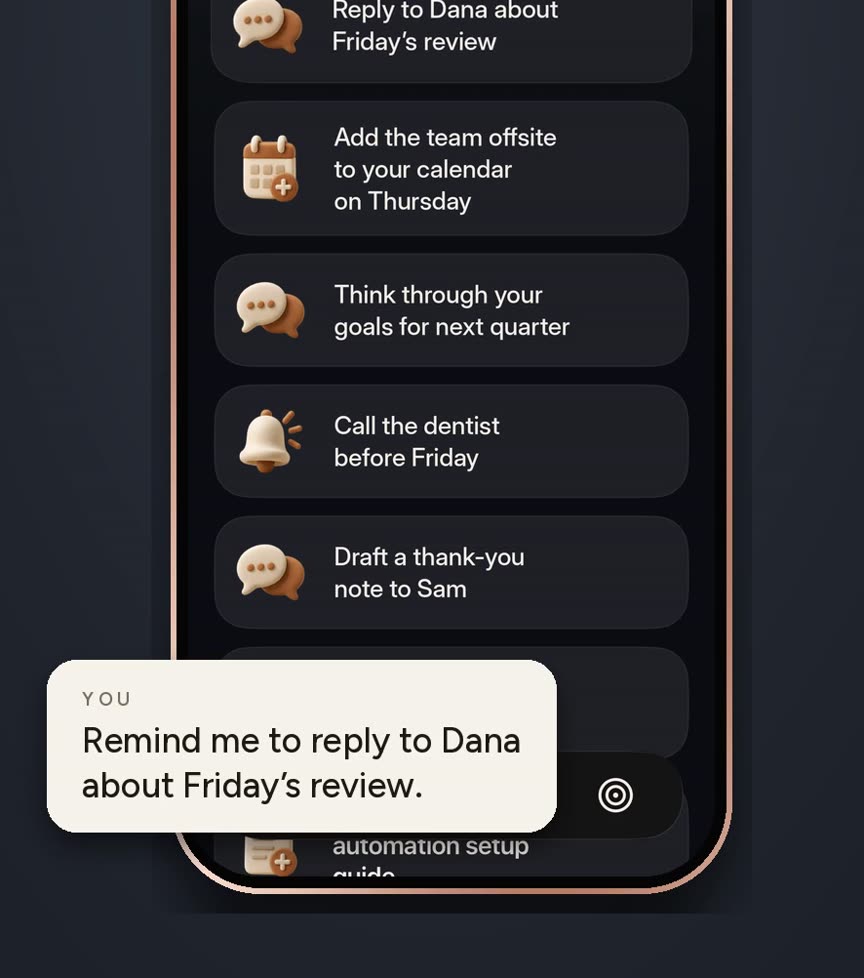 Reply to Dana about
Friday’s review
Add the team offsite
to your calendar
on Thursday
Think through your
goals for next quarter
Call the dentist
before Friday
Draft a thank-you
note to Sam
YOU
Remind me to reply to Dana
about Friday’s review.
automation setup
guide